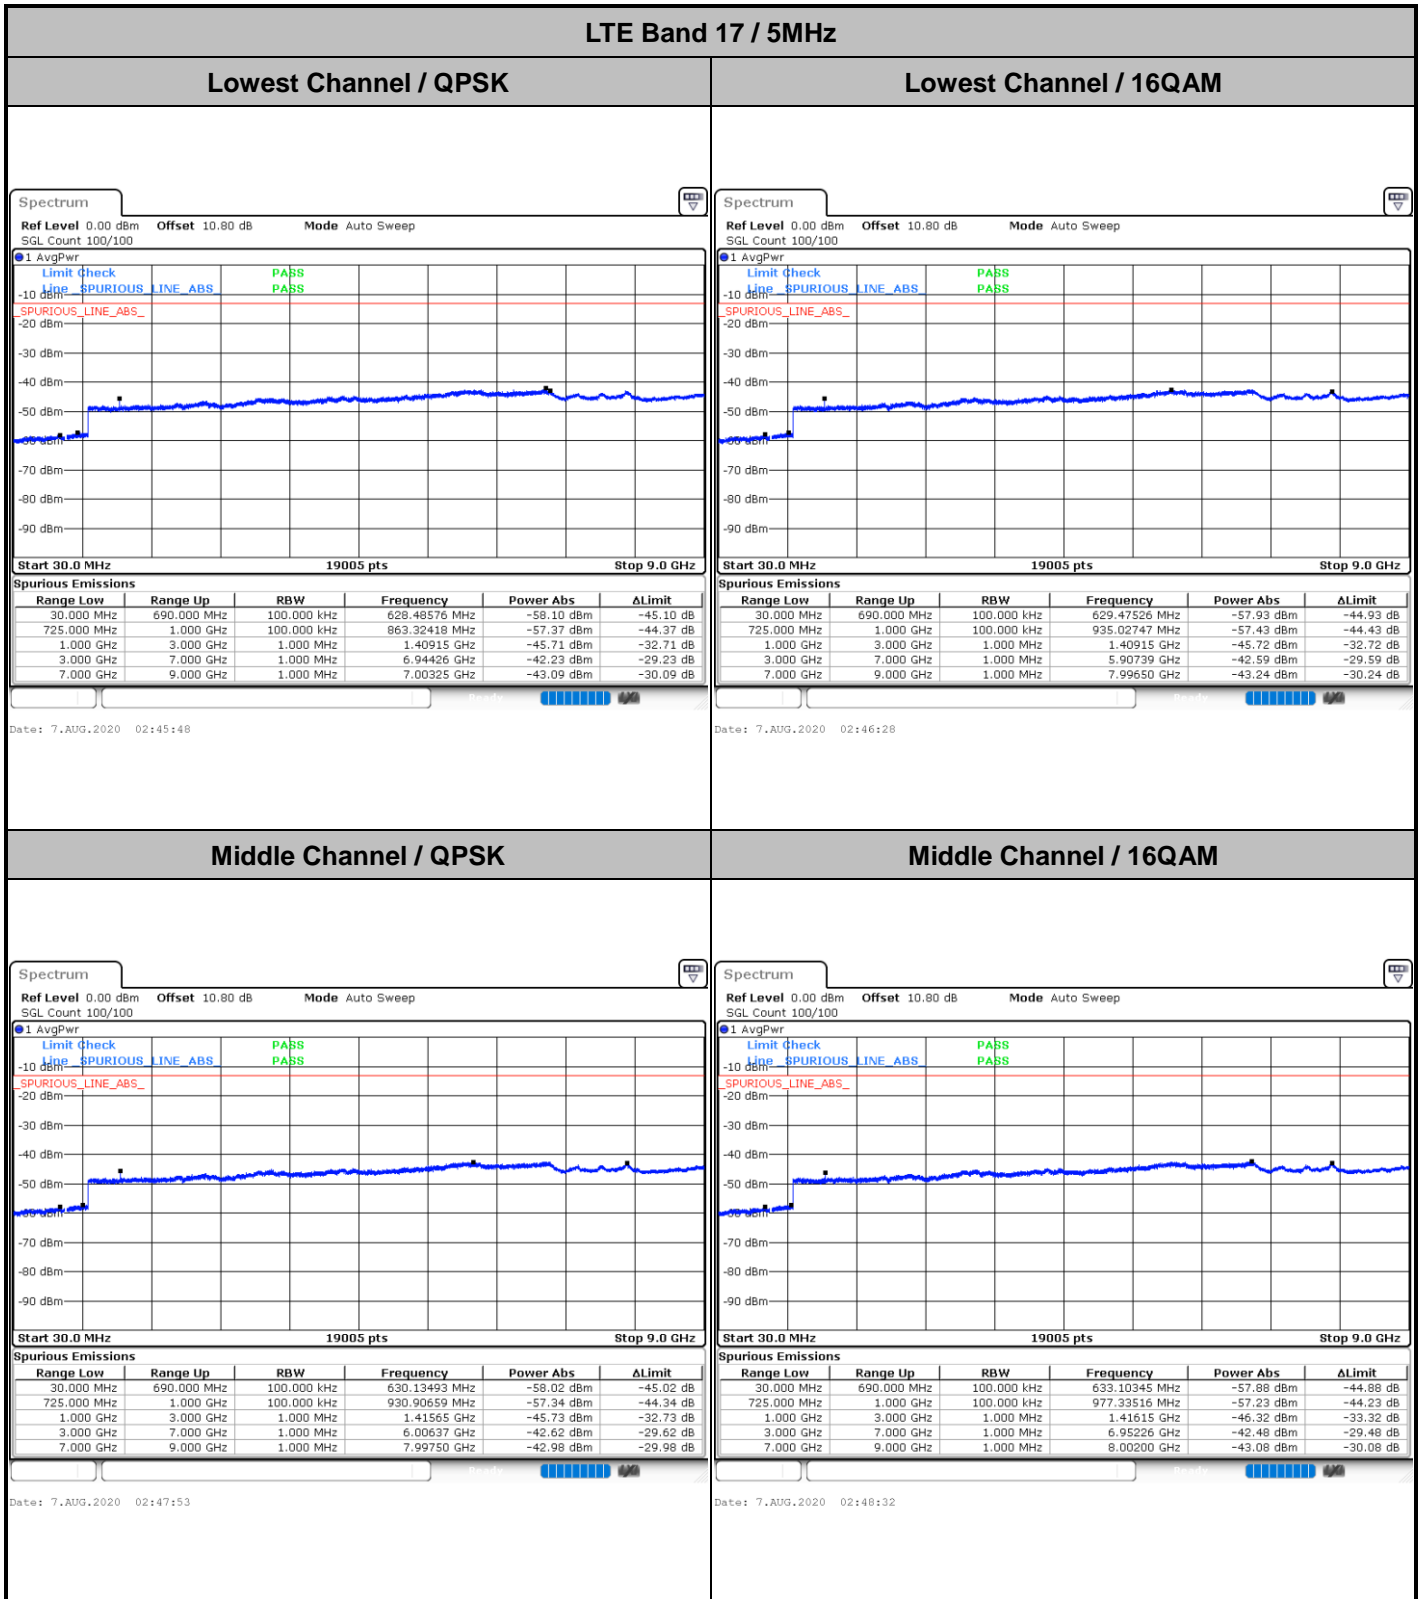 LTE Band 17 / 5MHz
Lowest Channel / QPSK
Lowest Channel / 16QAM
Spectrum
Ref Level 0.00 dBm Offset 10.80 dB Mode Auto Sweep
SGL Count 100/100
1 AvgPwr
Limit Check PASS
Line _SPURIOUS_LINE_ABS_ PASS
-10 dBm
_SPURIOUS_LINE_ABS_
-20 dBm
-30 dBm
-40 dBm
-50 dBm
-60 dBm
-70 dBm
-80 dBm
-90 dBm
Start 30.0 MHz 19005 pts Stop 9.0 GHz
Spurious Emissions
Range Low Range Up RBW Frequency Power Abs ΔLimit
30.000 MHz 690.000 MHz 100.000 kHz 628.48576 MHz -58.10 dBm -45.10 dB
725.000 MHz 1.000 GHz 100.000 kHz 863.32418 MHz -57.37 dBm -44.37 dB
1.000 GHz 3.000 GHz 1.000 MHz 1.40915 GHz -45.71 dBm -32.71 dB
3.000 GHz 7.000 GHz 1.000 MHz 6.94426 GHz -42.23 dBm -29.23 dB
7.000 GHz 9.000 GHz 1.000 MHz 7.00325 GHz -43.09 dBm -30.09 dB
Ready
Date: 7.AUG.2020 02:45:48
Spectrum
Ref Level 0.00 dBm Offset 10.80 dB Mode Auto Sweep
SGL Count 100/100
1 AvgPwr
Limit Check PASS
Line _SPURIOUS_LINE_ABS_ PASS
-10 dBm
_SPURIOUS_LINE_ABS_
-20 dBm
-30 dBm
-40 dBm
-50 dBm
-60 dBm
-70 dBm
-80 dBm
-90 dBm
Start 30.0 MHz 19005 pts Stop 9.0 GHz
Spurious Emissions
Range Low Range Up RBW Frequency Power Abs ΔLimit
30.000 MHz 690.000 MHz 100.000 kHz 629.47526 MHz -57.93 dBm -44.93 dB
725.000 MHz 1.000 GHz 100.000 kHz 935.02747 MHz -57.43 dBm -44.43 dB
1.000 GHz 3.000 GHz 1.000 MHz 1.40915 GHz -45.72 dBm -32.72 dB
3.000 GHz 7.000 GHz 1.000 MHz 5.90739 GHz -42.59 dBm -29.59 dB
7.000 GHz 9.000 GHz 1.000 MHz 7.99650 GHz -43.24 dBm -30.24 dB
Ready
Date: 7.AUG.2020 02:46:28
Middle Channel / QPSK
Middle Channel / 16QAM
Spectrum
Ref Level 0.00 dBm Offset 10.80 dB Mode Auto Sweep
SGL Count 100/100
1 AvgPwr
Limit Check PASS
Line _SPURIOUS_LINE_ABS_ PASS
-10 dBm
_SPURIOUS_LINE_ABS_
-20 dBm
-30 dBm
-40 dBm
-50 dBm
-60 dBm
-70 dBm
-80 dBm
-90 dBm
Start 30.0 MHz 19005 pts Stop 9.0 GHz
Spurious Emissions
Range Low Range Up RBW Frequency Power Abs ΔLimit
30.000 MHz 690.000 MHz 100.000 kHz 630.13493 MHz -58.02 dBm -45.02 dB
725.000 MHz 1.000 GHz 100.000 kHz 930.90659 MHz -57.34 dBm -44.34 dB
1.000 GHz 3.000 GHz 1.000 MHz 1.41565 GHz -45.73 dBm -32.73 dB
3.000 GHz 7.000 GHz 1.000 MHz 6.00637 GHz -42.62 dBm -29.62 dB
7.000 GHz 9.000 GHz 1.000 MHz 7.99750 GHz -42.98 dBm -29.98 dB
Ready
Date: 7.AUG.2020 02:47:53
Spectrum
Ref Level 0.00 dBm Offset 10.80 dB Mode Auto Sweep
SGL Count 100/100
1 AvgPwr
Limit Check PASS
Line _SPURIOUS_LINE_ABS_ PASS
-10 dBm
_SPURIOUS_LINE_ABS_
-20 dBm
-30 dBm
-40 dBm
-50 dBm
-60 dBm
-70 dBm
-80 dBm
-90 dBm
Start 30.0 MHz 19005 pts Stop 9.0 GHz
Spurious Emissions
Range Low Range Up RBW Frequency Power Abs ΔLimit
30.000 MHz 690.000 MHz 100.000 kHz 633.10345 MHz -57.88 dBm -44.88 dB
725.000 MHz 1.000 GHz 100.000 kHz 977.33516 MHz -57.23 dBm -44.23 dB
1.000 GHz 3.000 GHz 1.000 MHz 1.41615 GHz -46.32 dBm -33.32 dB
3.000 GHz 7.000 GHz 1.000 MHz 6.95226 GHz -42.48 dBm -29.48 dB
7.000 GHz 9.000 GHz 1.000 MHz 8.00200 GHz -43.08 dBm -30.08 dB
Ready
Date: 7.AUG.2020 02:48:32